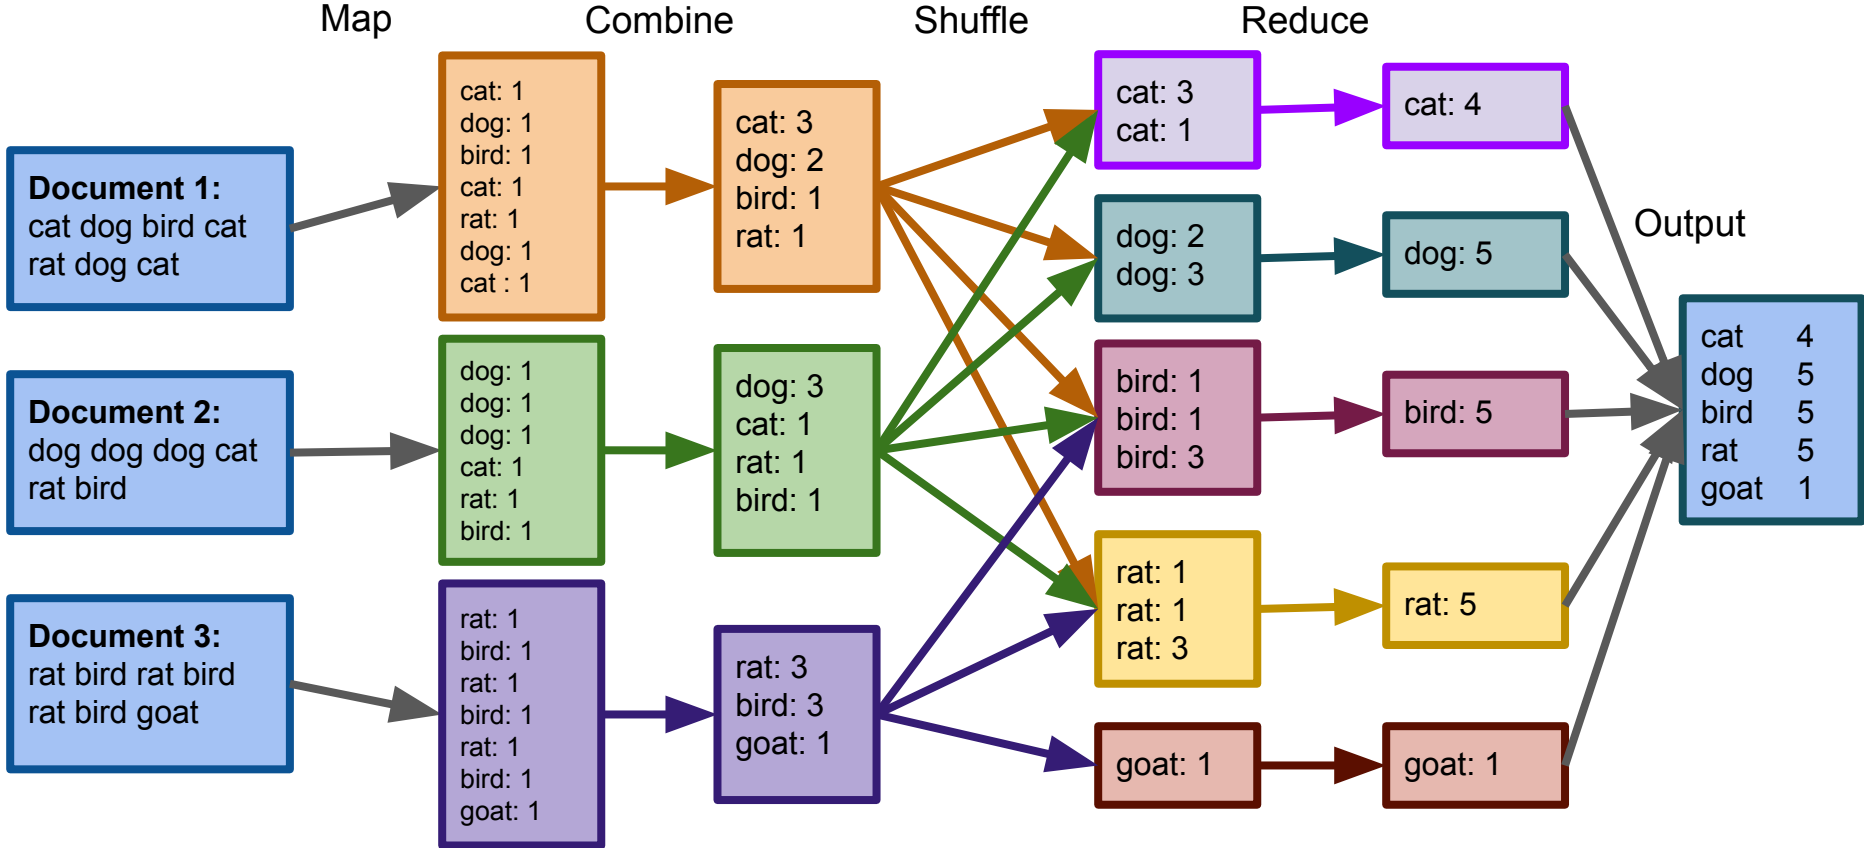 Map
Combine
Shuffle
Reduce
Document 1:
cat dog bird cat
rat dog cat
Document 2:
dog dog dog cat
rat bird
Document 3:
rat bird rat bird
rat bird goat
cat: 1
dog: 1
bird: 1
cat: 1
rat: 1
dog: 1
cat : 1
dog: 1
dog: 1
dog: 1
cat: 1
rat: 1
bird: 1
rat: 1
bird: 1
rat: 1
bird: 1
rat: 1
bird: 1
goat: 1
cat: 3
dog: 2
bird: 1
rat: 1
dog: 3
cat: 1
rat: 1
bird: 1
rat: 3
bird: 3
goat: 1
cat: 3
cat: 1
dog: 2
dog: 3
bird: 1
bird: 1
bird: 3
rat: 1
rat: 1
rat: 3
goat: 1
cat: 4
dog: 5
bird: 5
rat: 5
goat: 1
Output
cat 4
dog 5
bird 5
rat 5
goat 1